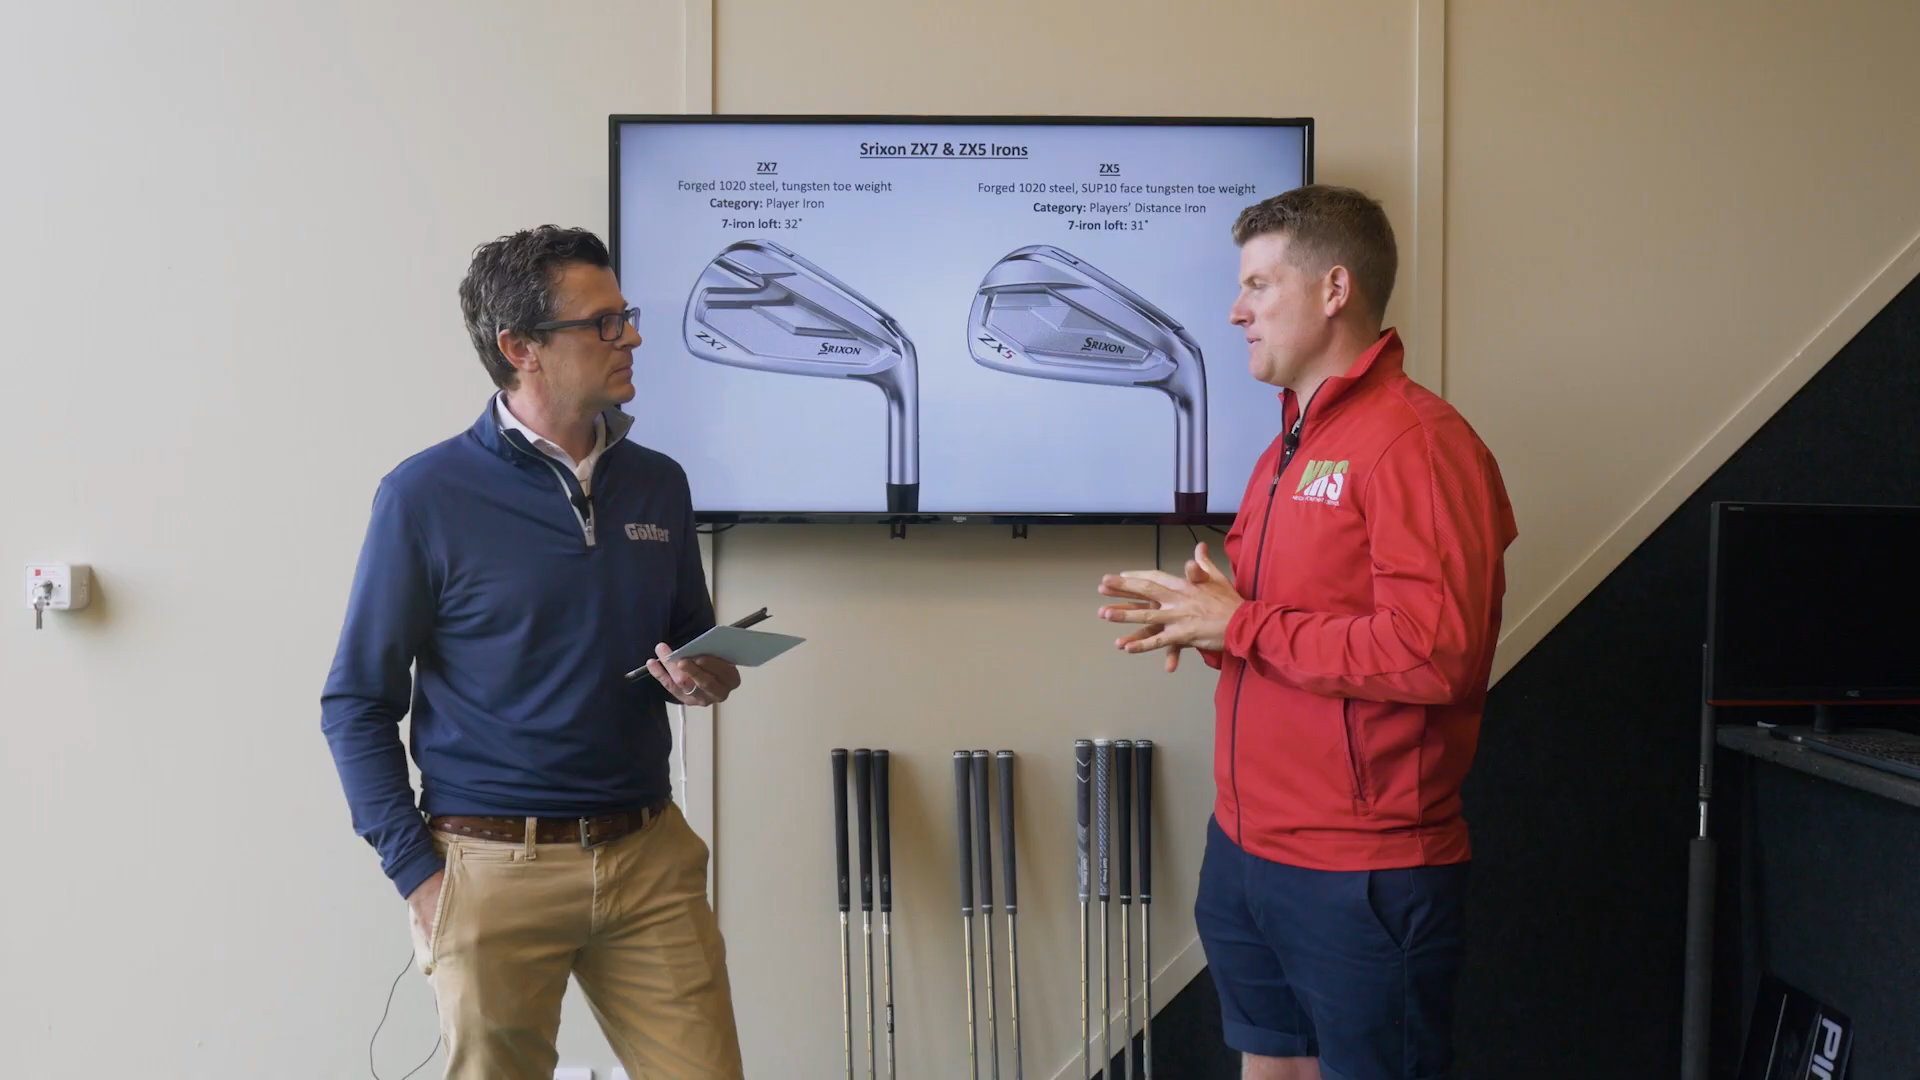 Srixon ZX7 & ZX5 Irons
ZX7
Forged 1020 steel, tungsten toe weight
Category: Player Iron
7-iron loft: 32˚
ZX5
Forged 1020 steel, SUP10 face tungsten toe weight
Category: Players’ Distance Iron
7-iron loft: 31˚
ZX7
SRIXON
ZX5
SRIXON
Golfer